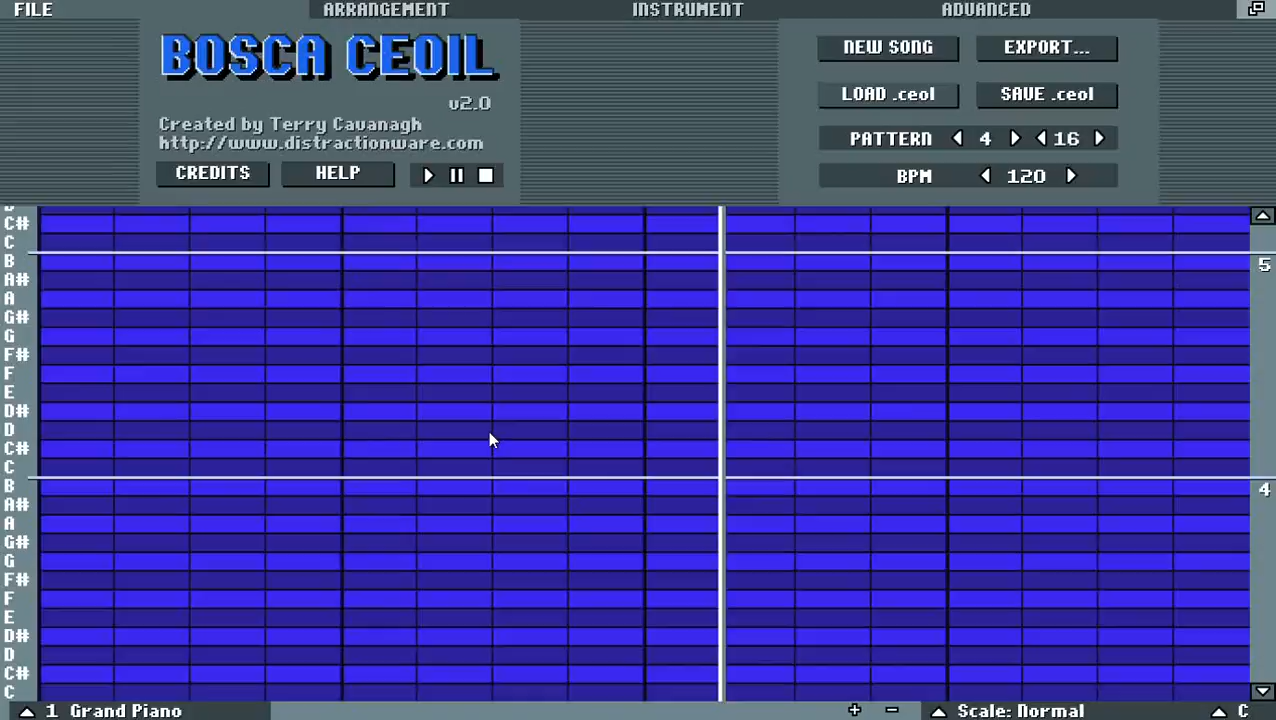 FILE
ARRANGEMENT
INSTRUMENT
ADVANCED
BOSCA CEOIL
v2.0
Created by Terry Cavanagh
http://www.distractionware.com
CREDITS
HELP
NEW SONG
EXPORT...
LOAD .ceol
SAVE .ceol
PATTERN 4 16
BPM 120
C#
C
B
A#
A
G#
G
F#
F
E
D#
D
C#
C
B
A#
A
G#
G
F#
F
E
D#
D
C#
C
5
4
1 Grand Piano
+ -
Scale: Normal
C